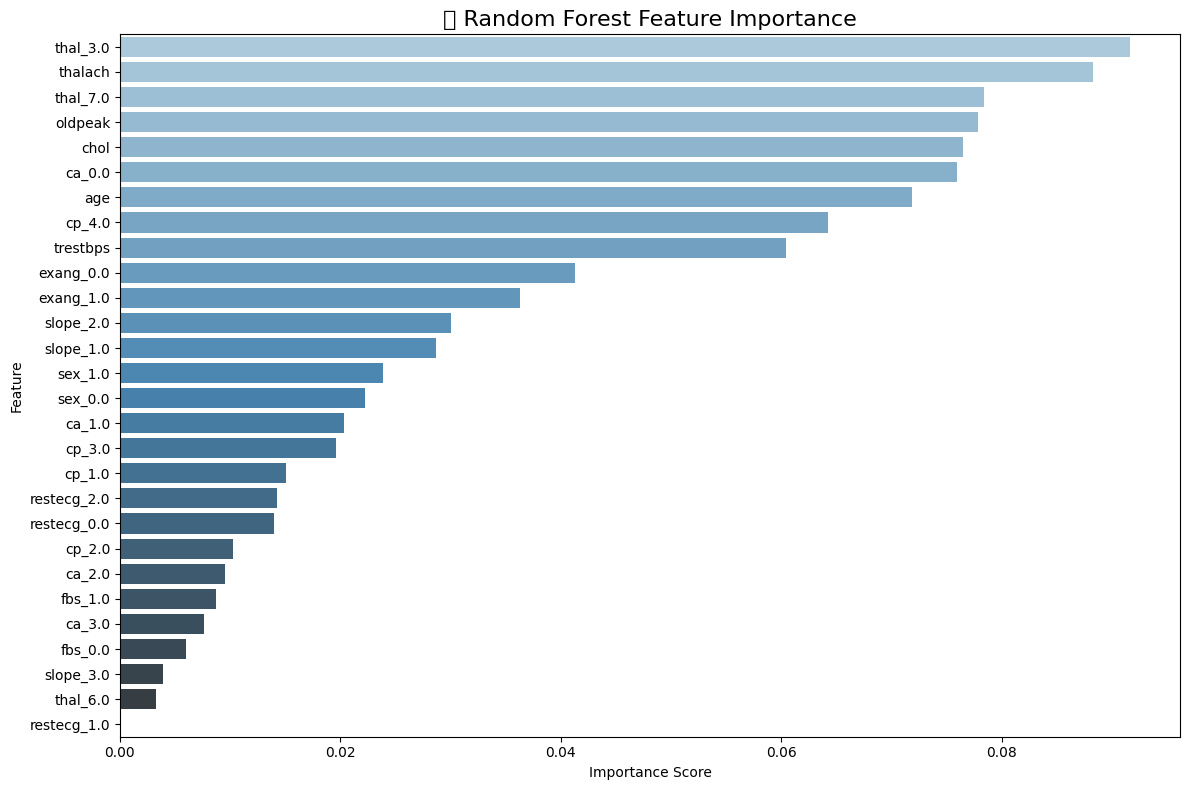 Random Forest Feature Importance
thal_3.0
thalach
thal_7.0
oldpeak
chol
ca_0.0
age
cp_4.0
trestbps
exang_0.0
exang_1.0
slope_2.0
slope_1.0
sex_1.0
sex_0.0
ca_1.0
cp_3.0
cp_1.0
restecg_2.0
restecg_0.0
cp_2.0
ca_2.0
fbs_1.0
ca_3.0
fbs_0.0
slope_3.0
thal_6.0
restecg_1.0
Feature
0.00 0.02 0.04 0.06 0.08
Importance Score